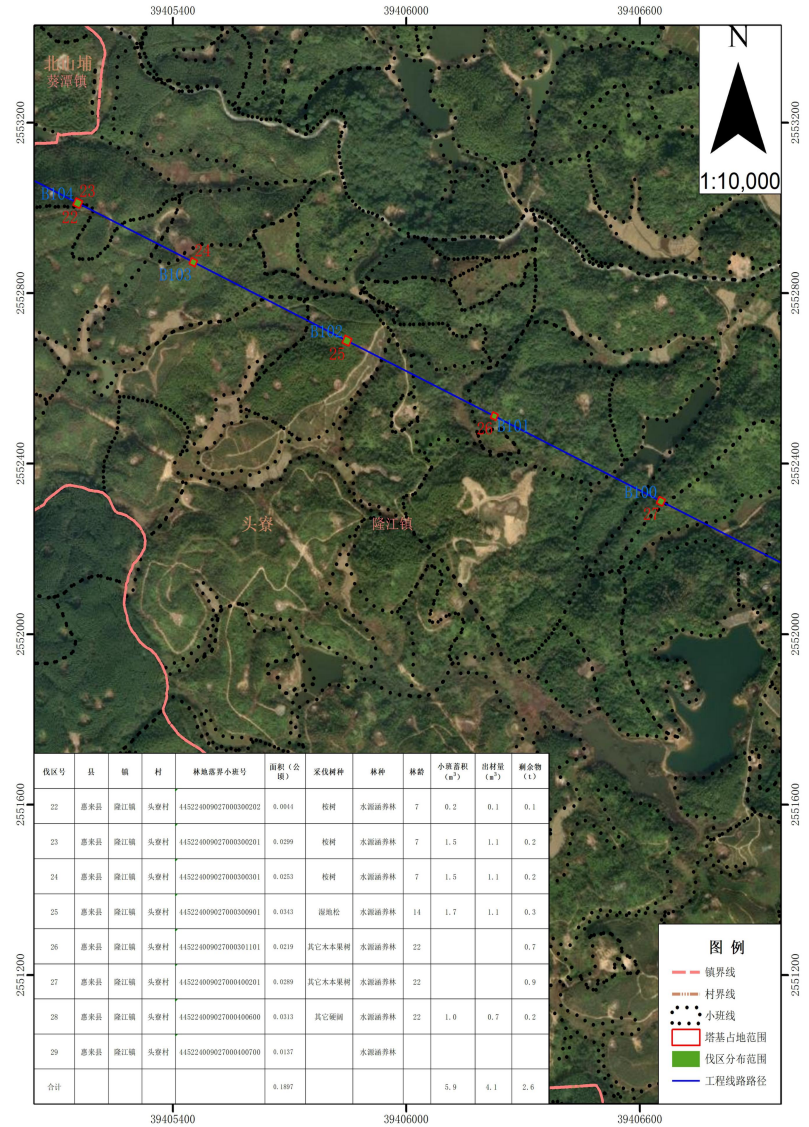 39405400 39406000 39406600
N
1:10,000
北山埔
葵潭镇
2553200 2553200
B104 23
22
24
B103
2552800 2552800
B102
25
26 B101
2552400 2552400
B100
27
头寮 隆江镇
2552000 2552000
伐区号 县 镇 村 林地落界小班号 面积（公顷） 采伐树种 林种 林龄 小班蓄积（m³） 出材量（m³） 剩余物（t）
22 惠来县 隆江镇 头寮村 445224009027000300202 0.0044 桉树 水源涵养林 7 0.2 0.1 0.1
23 惠来县 隆江镇 头寮村 445224009027000300201 0.0299 桉树 水源涵养林 7 1.5 1.1 0.2
24 惠来县 隆江镇 头寮村 445224009027000300301 0.0253 桉树 水源涵养林 7 1.5 1.1 0.2
25 惠来县 隆江镇 头寮村 445224009027000300901 0.0343 湿地松 水源涵养林 14 1.7 1.1 0.3
26 惠来县 隆江镇 头寮村 445224009027000301101 0.0219 其它木本果树 水源涵养林 22 0.7
27 惠来县 隆江镇 头寮村 445224009027000400201 0.0289 其它木本果树 水源涵养林 22 0.9
28 惠来县 隆江镇 头寮村 445224009027000400600 0.0313 其它硬阔 水源涵养林 22 1.0 0.7 0.2
29 惠来县 隆江镇 头寮村 445224009027000400700 0.0137 水源涵养林
合计 0.1897 5.9 4.1 2.6
2551600 2551600
2551200 2551200
图例
镇界线
村界线
小班线
塔基占地范围
伐区分布范围
工程线路路径
39405400 39406000 39406600